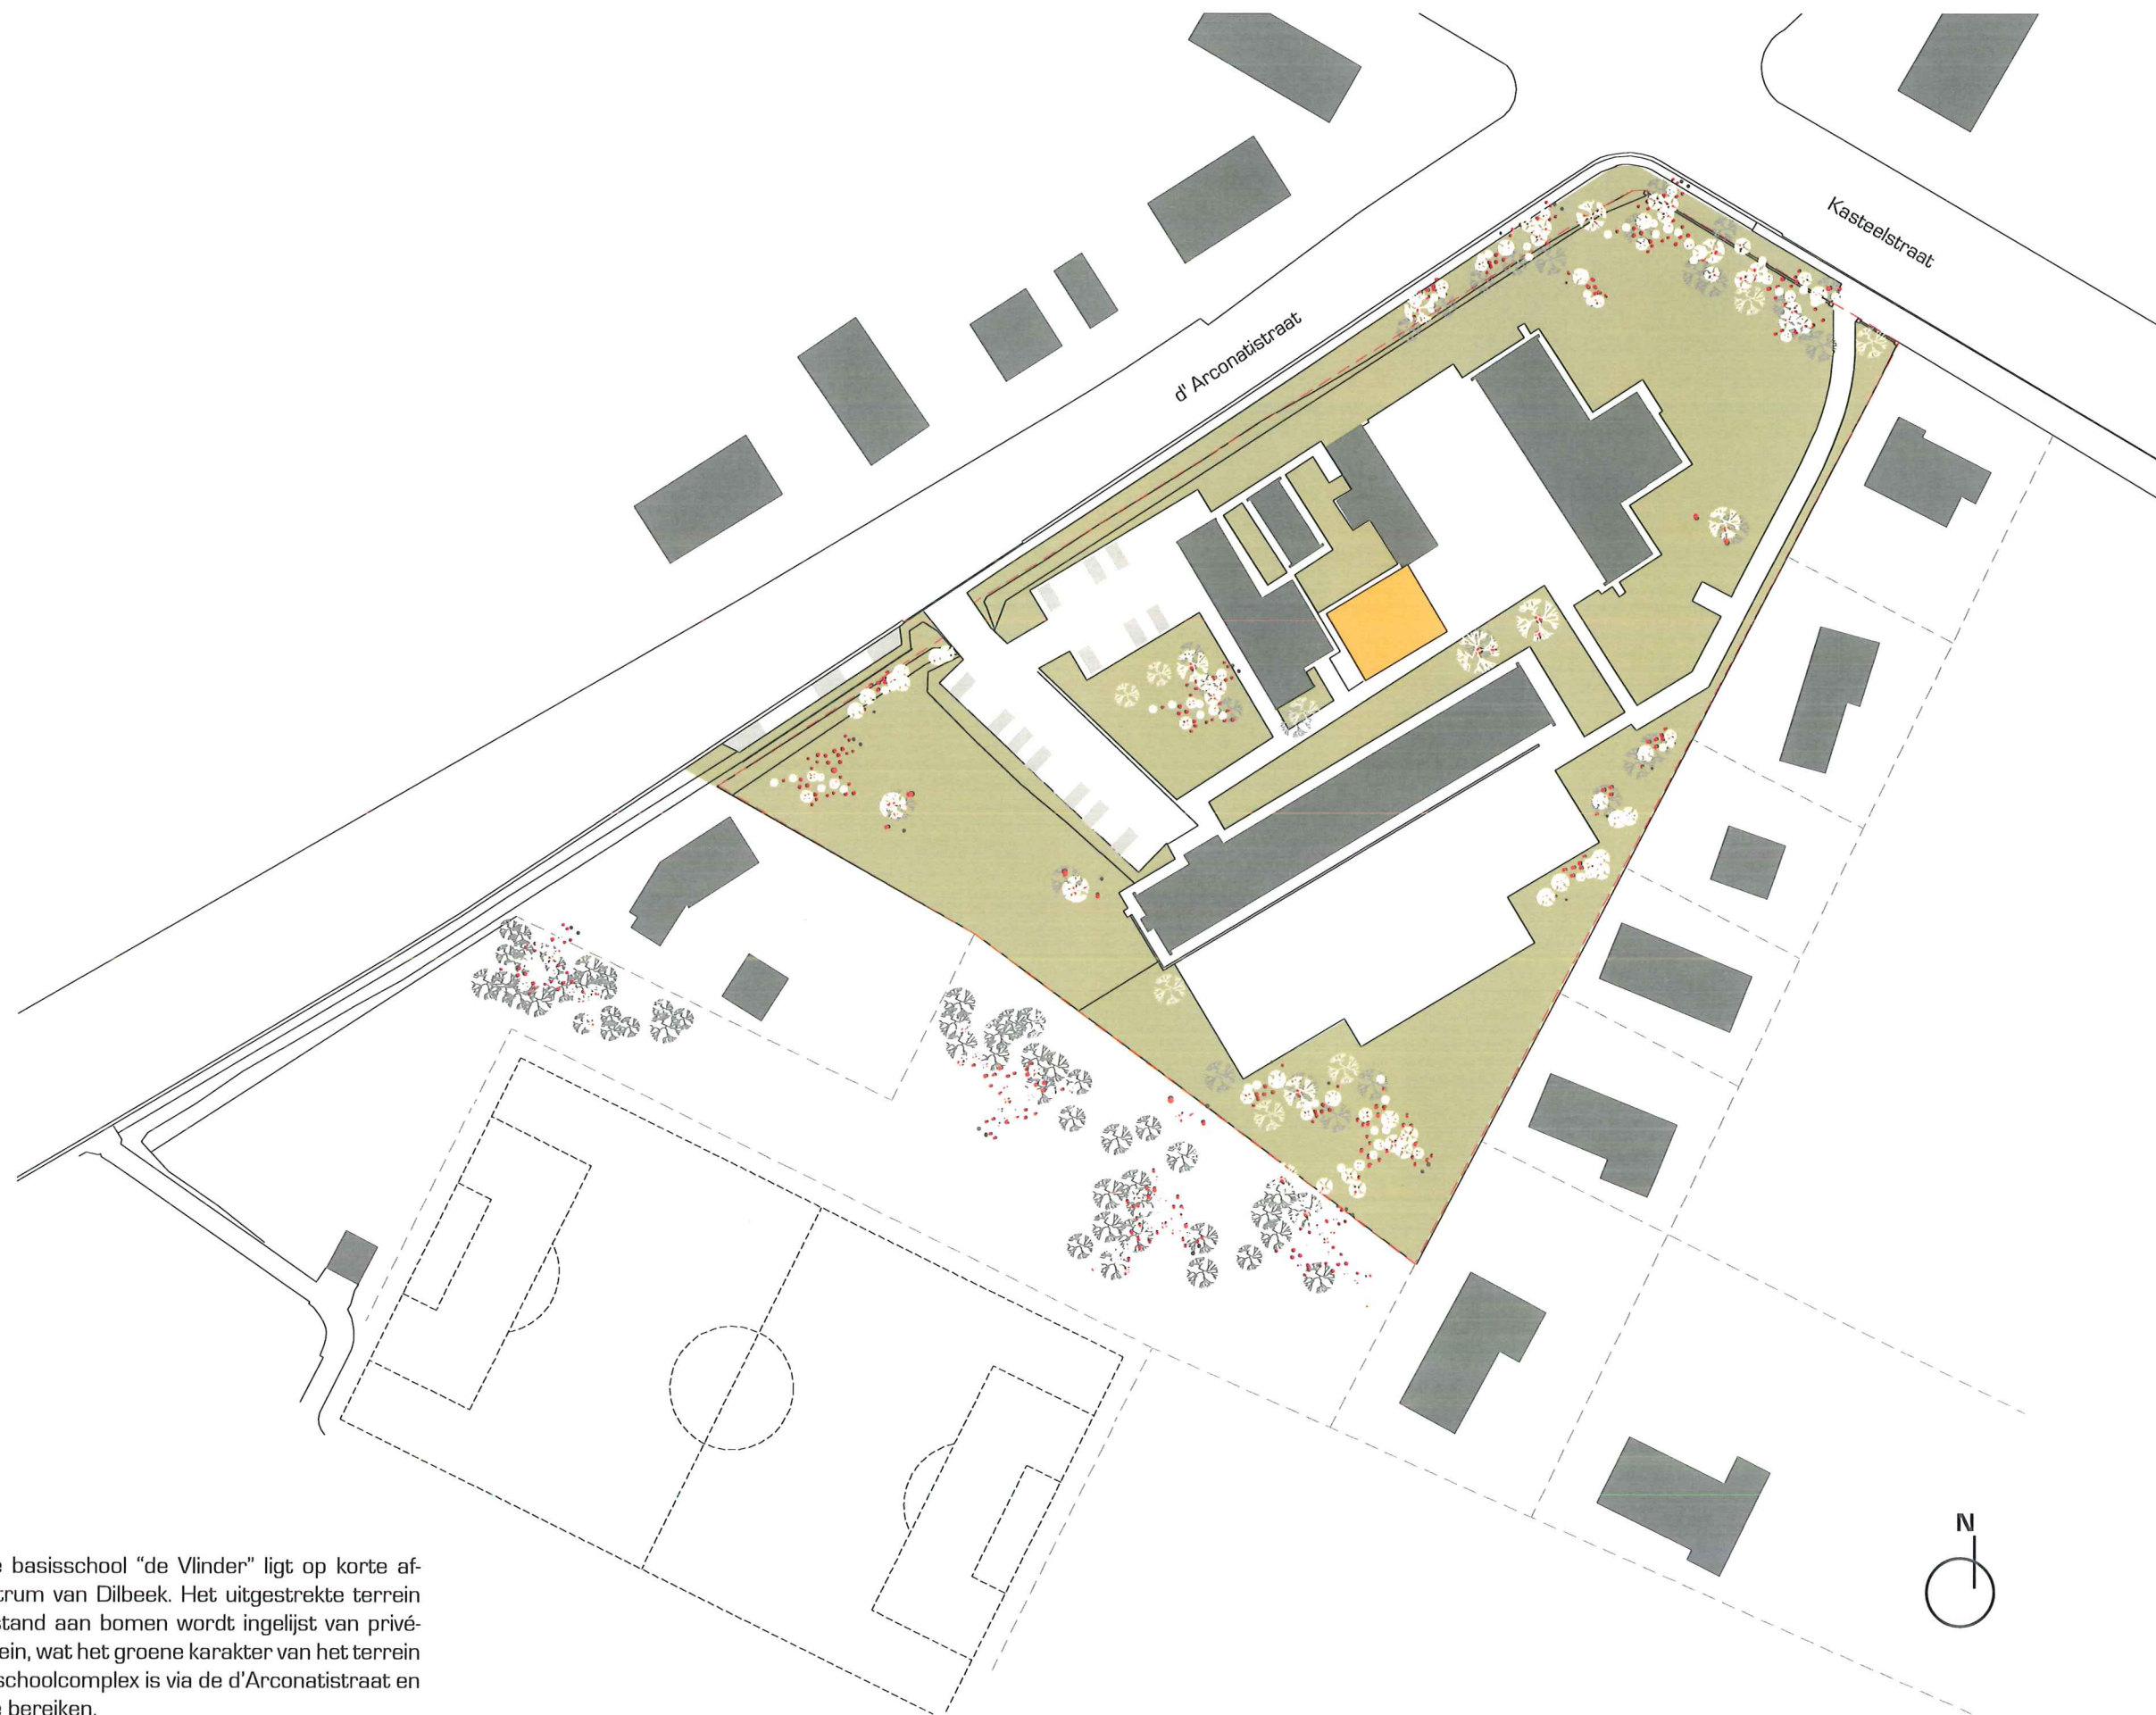 d' Arconatistraat
Kasteelstraat
N
e basisschool “de Vlinder” ligt op korte af-
trum van Dilbeek. Het uitgestrekte terrein
tand aan bomen wordt ingelijst van privé-
ein, wat het groene karakter van het terrein
schoolcomplex is via de d'Arconatistraat en
e bereiken.